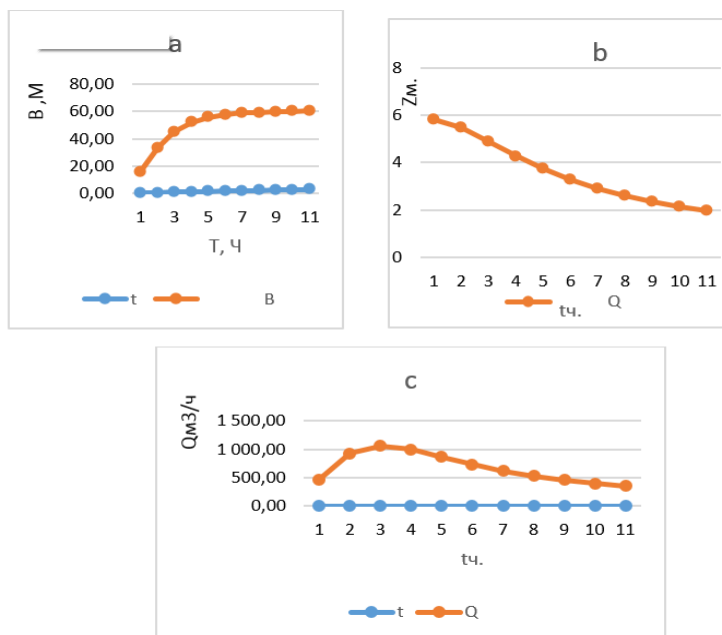 a
B ,M
80,00
60,00
40,00
20,00
0,00
1 3 5 7 9 11
Т, Ч
t B
b
Zм.
8
6
4
2
0
1 2 3 4 5 6 7 8 9 10 11
Q
tч.
c
Qм3/ч
1 500,00
1 000,00
500,00
0,00
1 2 3 4 5 6 7 8 9 10 11
tч.
t Q